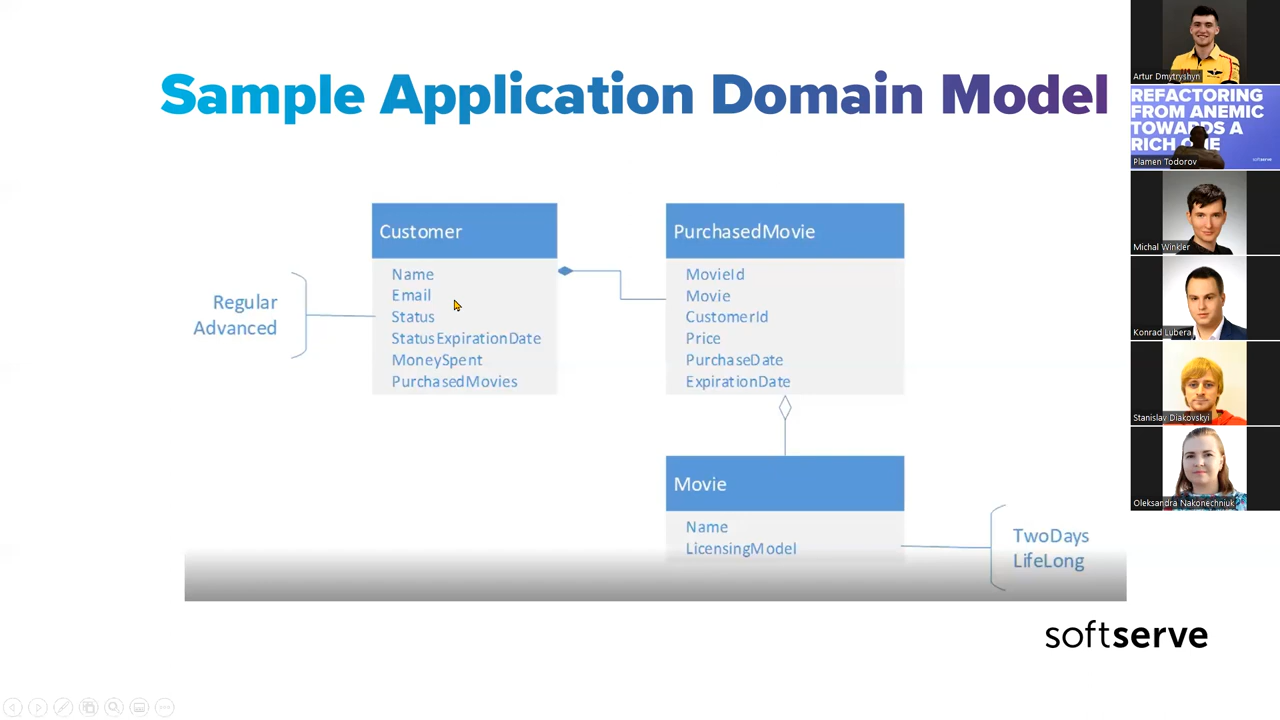 Sample Application Domain Model
Customer
Name
Email
Status
StatusExpirationDate
MoneySpent
PurchasedMovies
Regular
Advanced
PurchasedMovie
MovieId
Movie
CustomerId
Price
PurchaseDate
ExpirationDate
Movie
Name
LicensingModel
TwoDays
LifeLong
softserve
Artur Dmytryshyn
REFACTORING
FROM ANEMIC
TOWARDS A
RICH ONE
softserve
Plamen Todorov
Michal Winkler
Konrad Lubera
Stanislav Diakovskyi
Oleksandra Nakonechniuk